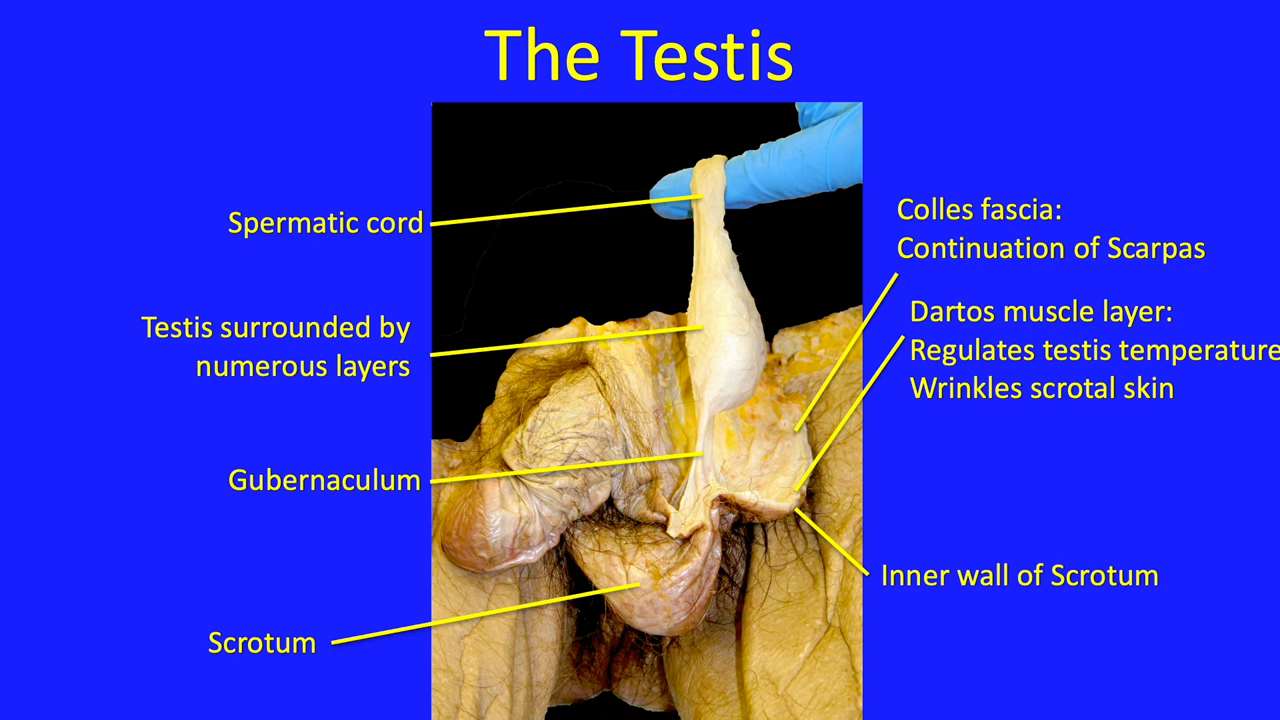 The Testis
Spermatic cord
Testis surrounded by
numerous layers
Gubernaculum
Scrotum
Colles fascia:
Continuation of Scarpas
Dartos muscle layer:
Regulates testis temperature
Wrinkles scrotal skin
Inner wall of Scrotum